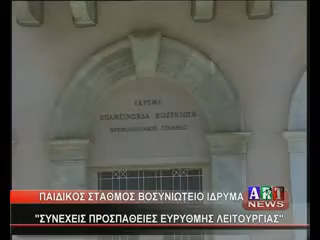 ΙΔΡΥΜΑ
ΕΠΑΜΕΙΝΩΝΔΑ ΒΟΣΥΝΙΩΤΗ
ΠΑΙΔΙΚΟΣ ΣΤΑΘΜΟΣ ΒΟΣΥΝΙΩΤΕΙΟ ΙΔΡΥΜΑ
ART
NEWS
"ΣΥΝΕΧΕΙΣ ΠΡΟΣΠΑΘΕΙΕΣ ΕΥΡΥΘΜΗΣ ΛΕΙΤΟΥΡΓΙΑΣ"